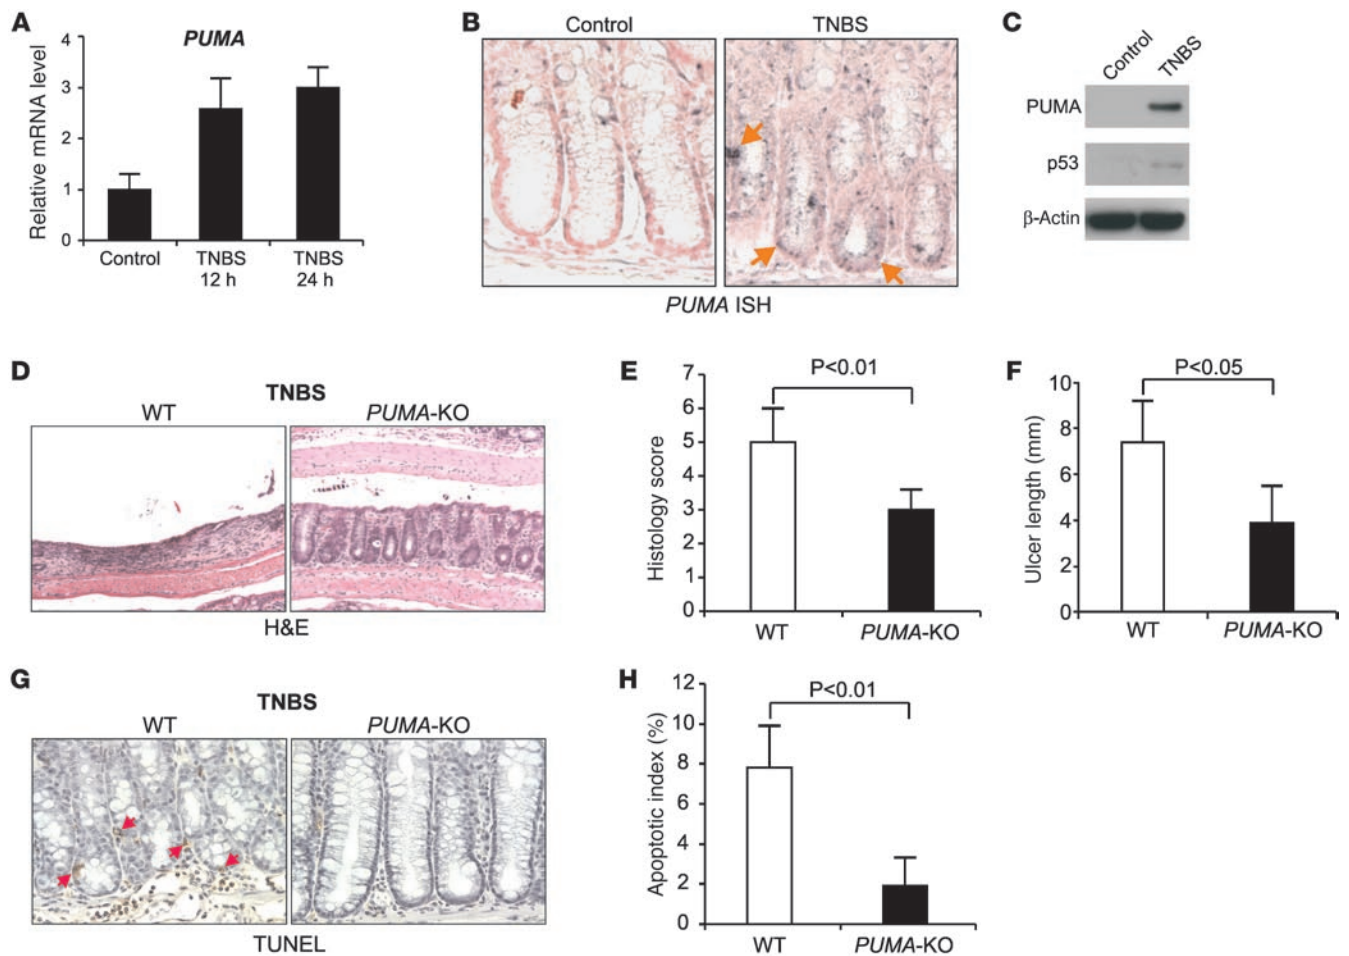 A
PUMA
Relative mRNA level
4
3
2
1
0
Control
TNBS
12 h
TNBS
24 h
B
Control
TNBS
PUMA ISH
C
Control
TNBS
PUMA
p53
β-Actin
D
TNBS
WT
PUMA-KO
H&E
E
P<0.01
Histology score
7
6
5
4
3
2
1
0
WT
PUMA-KO
F
P<0.05
Ulcer length (mm)
10
8
6
4
2
0
WT
PUMA-KO
G
TNBS
WT
PUMA-KO
TUNEL
H
P<0.01
Apoptotic index (%)
12
10
8
6
4
2
0
WT
PUMA-KO